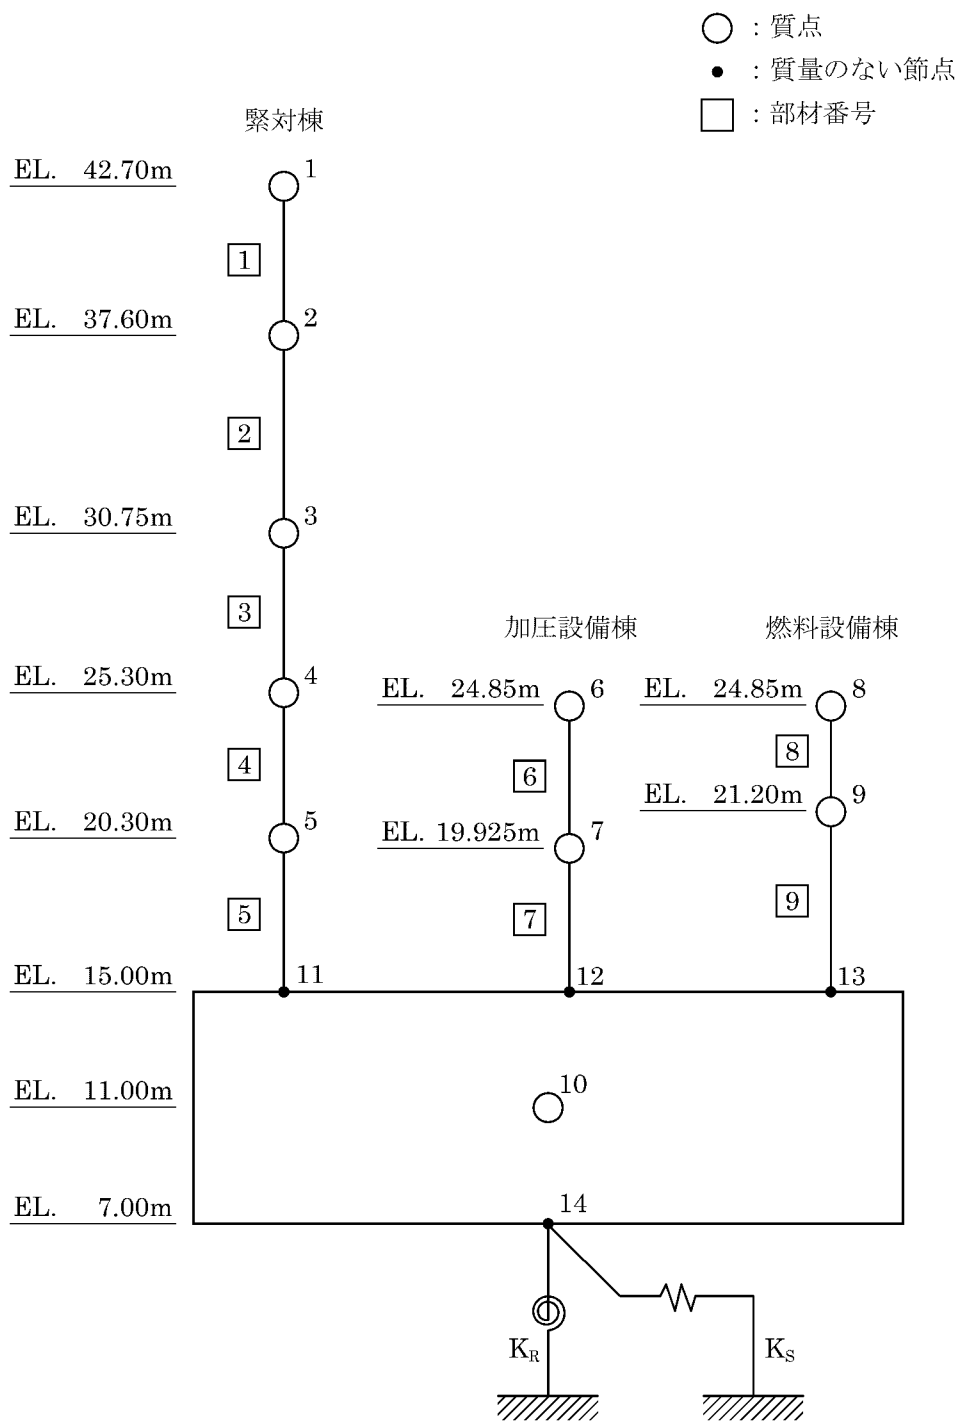 ：質点
：質量のない節点
：部材番号
緊対棟
EL. 42.70m
1
1
EL. 37.60m
2
2
EL. 30.75m
3
3
加圧設備棟
燃料設備棟
EL. 25.30m
4
EL. 24.85m
6
EL. 24.85m
8
4
6
8
EL. 21.20m
9
EL. 20.30m
5
EL. 19.925m
7
5
7
9
EL. 15.00m
11
12
13
EL. 11.00m
10
EL. 7.00m
14
KR
KS